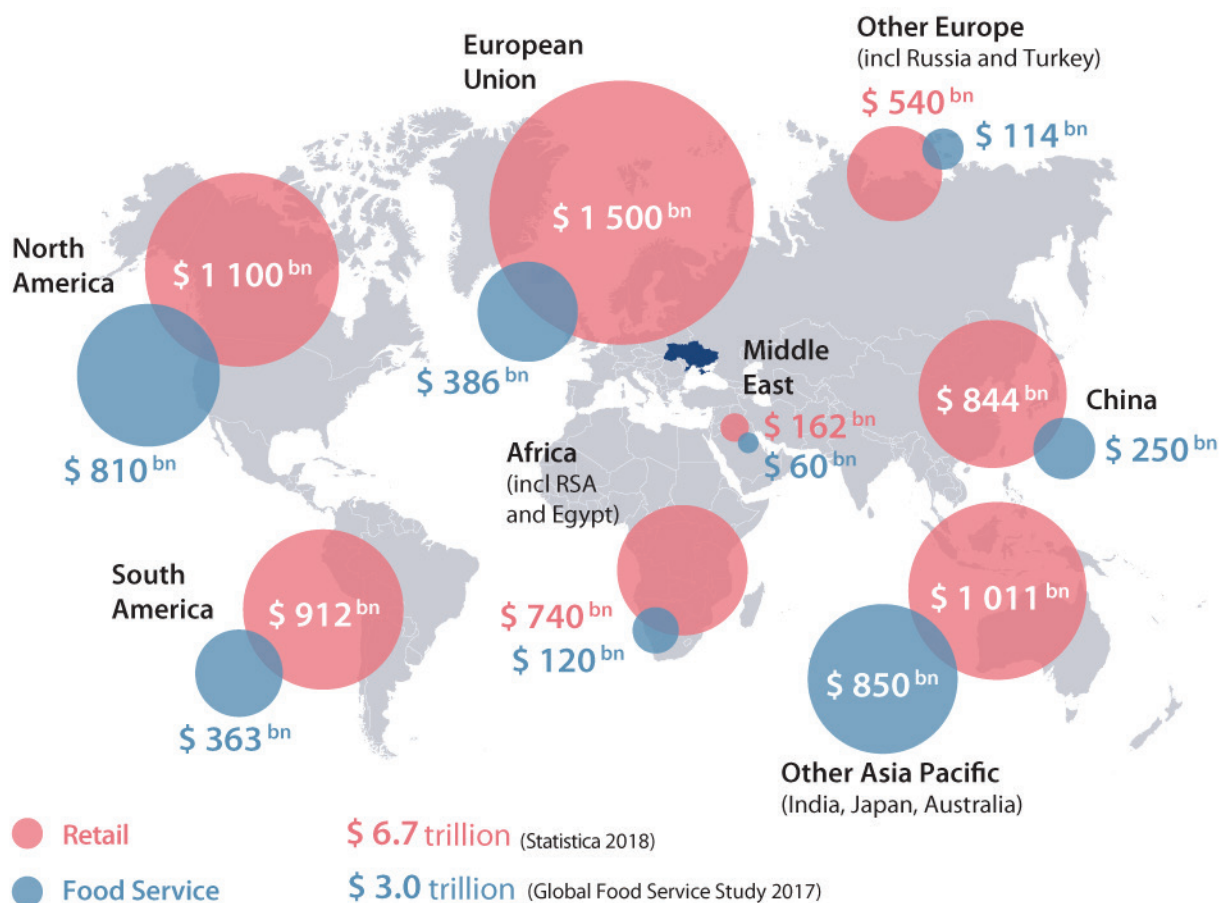 European
Union
Other Europe
(incl Russia and Turkey)
$ 540 bn
$ 114 bn
$ 1 500 bn
North
America
$ 1 100 bn
$ 386 bn
$ 810 bn
Middle
East
$ 162 bn
$ 60 bn
$ 844 bn
China
$ 250 bn
Africa
(incl RSA
and Egypt)
$ 740 bn
$ 120 bn
South
America
$ 912 bn
$ 363 bn
$ 1 011 bn
$ 850 bn
Other Asia Pacific
(India, Japan, Australia)
Retail $ 6.7 trillion (Statistica 2018)
Food Service $ 3.0 trillion (Global Food Service Study 2017)